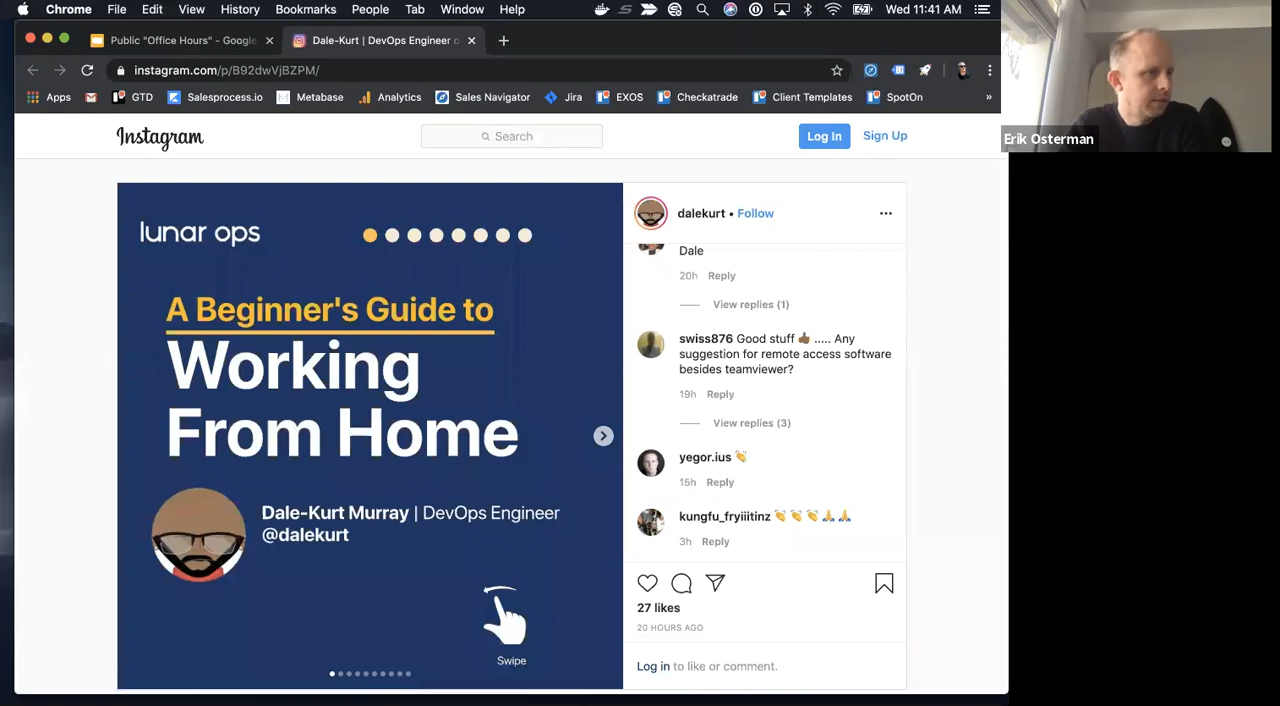 Chrome File Edit View History Bookmarks People Tab Window Help Wed 11:41 AM
Public "Office Hours" - Google
Dale-Kurt | DevOps Engineer o
instagram.com/p/B92dwVjBZPM/
Apps GTD Salesprocess.io Metabase Analytics Sales Navigator Jira EXOS Checkatrade Client Templates SpotOn »
Erik Osterman
Instagram
Search
Log In
Sign Up
lunar ops
A Beginner's Guide to
Working
From Home
Dale-Kurt Murray | DevOps Engineer
@dalekurt
Swipe
dalekurt • Follow
Dale
20h Reply
View replies (1)
swiss876 Good stuff 👍🏾 ..... Any
suggestion for remote access software
besides teamviewer?
19h Reply
View replies (3)
yegor.ius 👏
15h Reply
kungfu_fryiiitinz 👏👏👏🙏🙏
3h Reply
27 likes
20 HOURS AGO
Log in to like or comment.